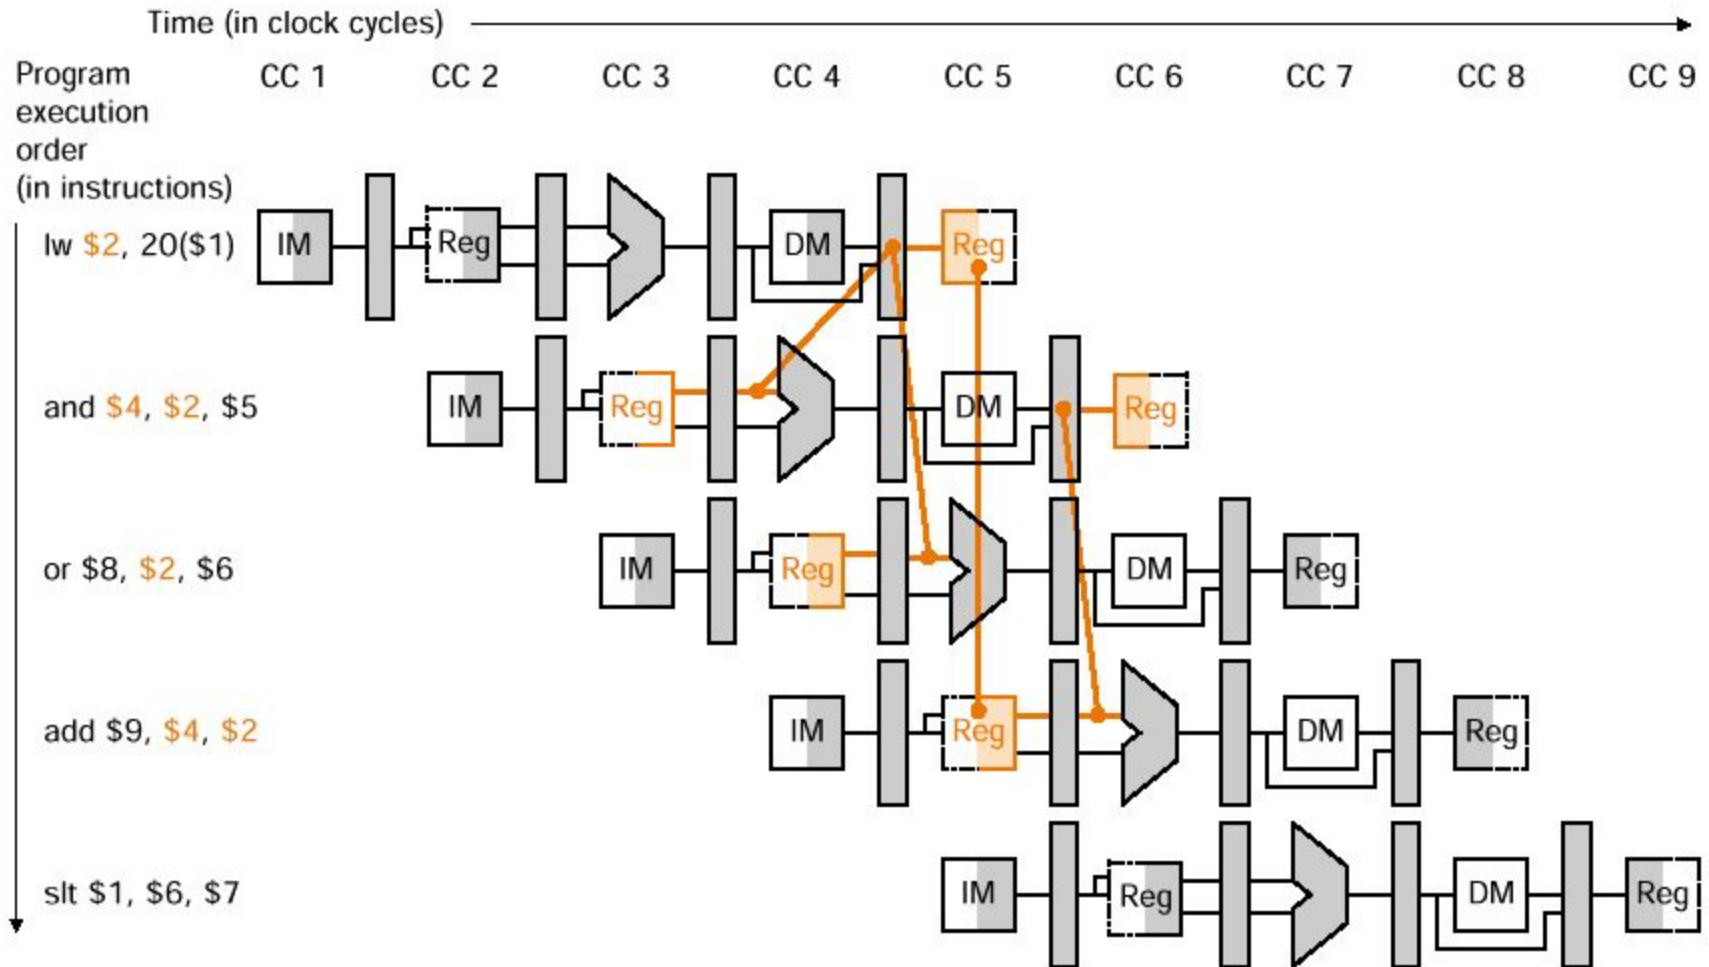 Time (in clock cycles)
Program
execution
order
(in instructions)
CC 1 CC 2 CC 3 CC 4 CC 5 CC 6 CC 7 CC 8 CC 9
lw $2, 20($1) IM Reg DM Reg
and $4, $2, $5 IM Reg DM Reg
or $8, $2, $6 IM Reg DM Reg
add $9, $4, $2 IM Reg DM Reg
slt $1, $6, $7 IM Reg DM Reg